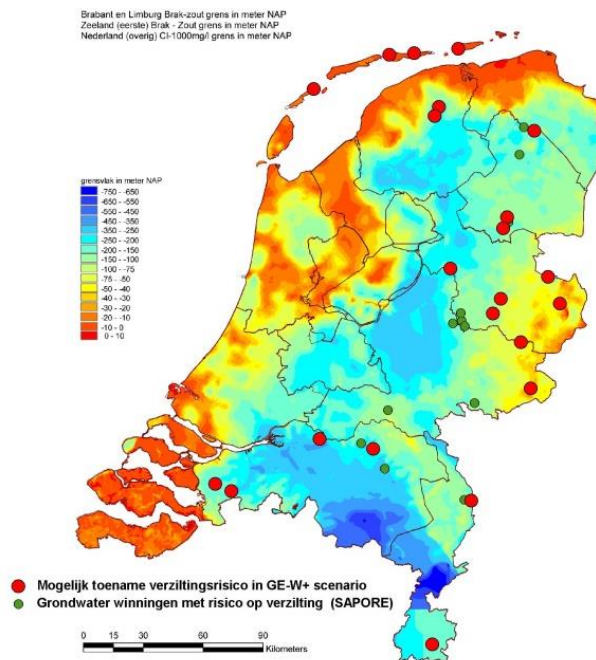 Brabant en Limburg Brak-zout grens in meter NAP
Zeeland (eerste) Brak - Zout grens in meter NAP
Nederland (overig) Cl-1000mg/l grens in meter NAP
grensvlak in meter NAP
-750 - -650
-650 - -550
-550 - -450
-450 - -350
-350 - -250
-250 - -200
-200 - -150
-150 - -100
-100 - -75
-75 - -50
-50 - -40
-40 - -30
-30 - -20
-20 - -10
-10 - 0
0 - 10
Mogelijk toename verziltingsrisico in GE-W+ scenario
Grondwater winningen met risico op verzilting (SAPORE)
0 15 30 60 90
Kilometers